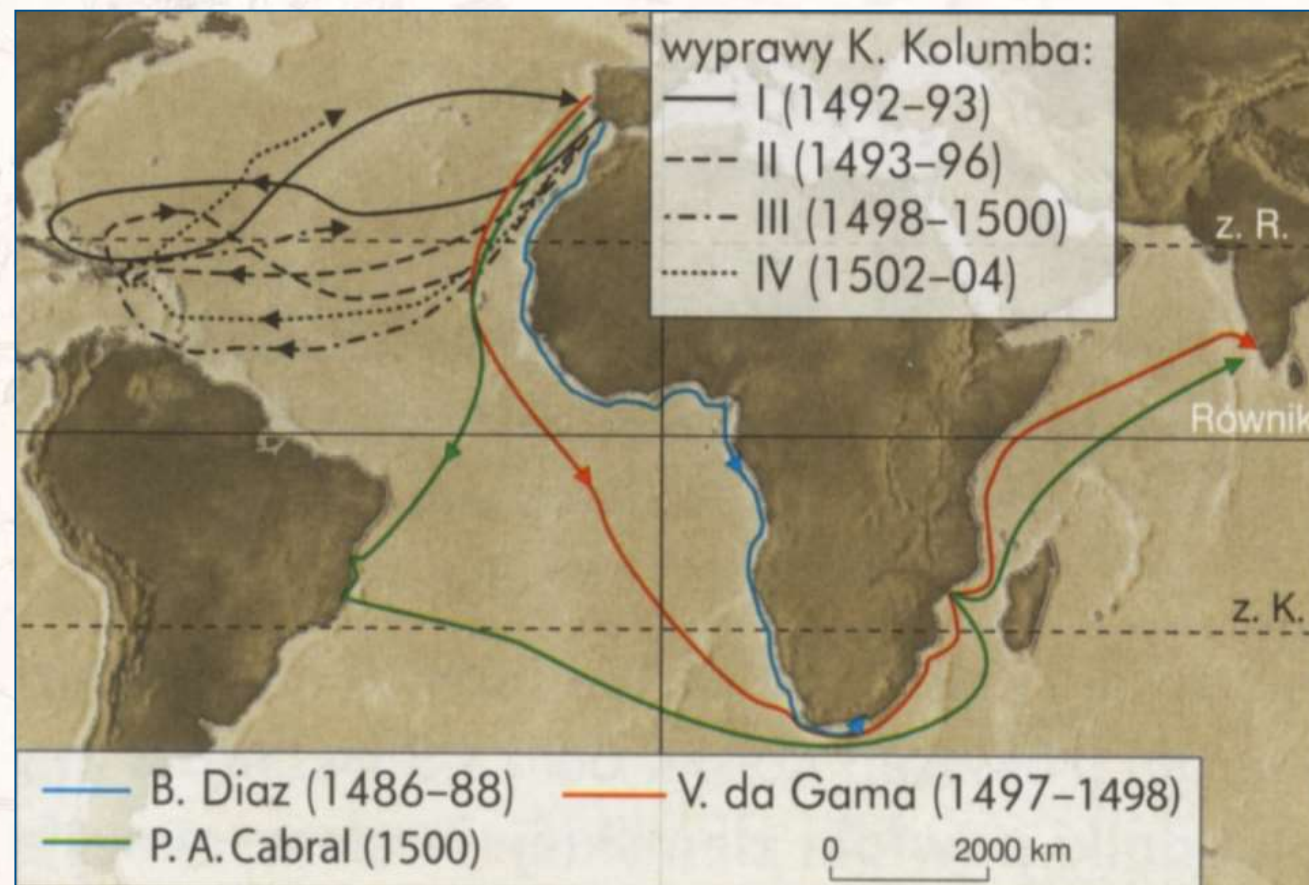 wyprawy K. Kolumba:
I (1492–93)
II (1493–96)
III (1498–1500)
IV (1502–04)
z. R.
Równik
z. K.
B. Diaz (1486–88)
V. da Gama (1497–1498)
P. A. Cabral (1500)
0 2000 km